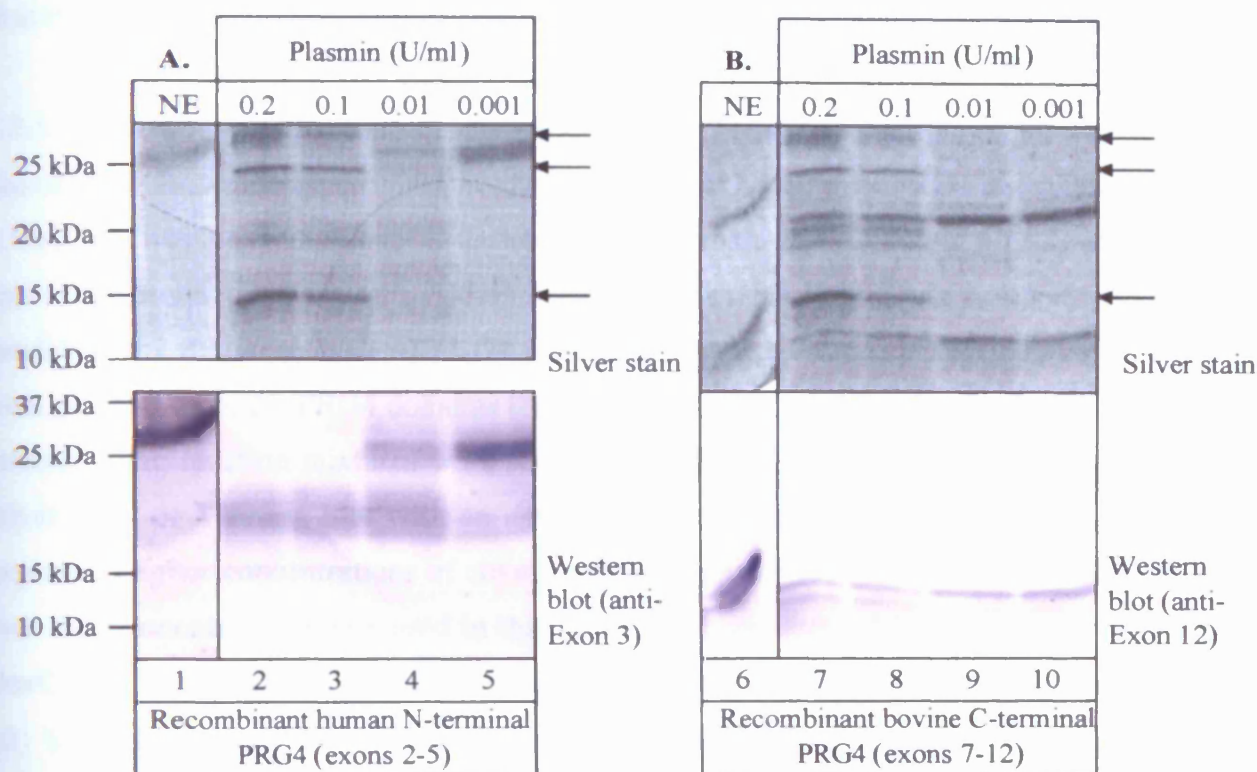 A.
Plasmin (U/ml)
NE 0.2 0.1 0.01 0.001
25 kDa
20 kDa
15 kDa
10 kDa
Silver stain
37 kDa
25 kDa
15 kDa
10 kDa
Western
blot (anti-
Exon 3)
1 2 3 4 5
Recombinant human N-terminal
PRG4 (exons 2-5)
B.
Plasmin (U/ml)
NE 0.2 0.1 0.01 0.001
Silver stain
Western
blot (anti-
Exon 12)
6 7 8 9 10
Recombinant bovine C-terminal
PRG4 (exons 7-12)